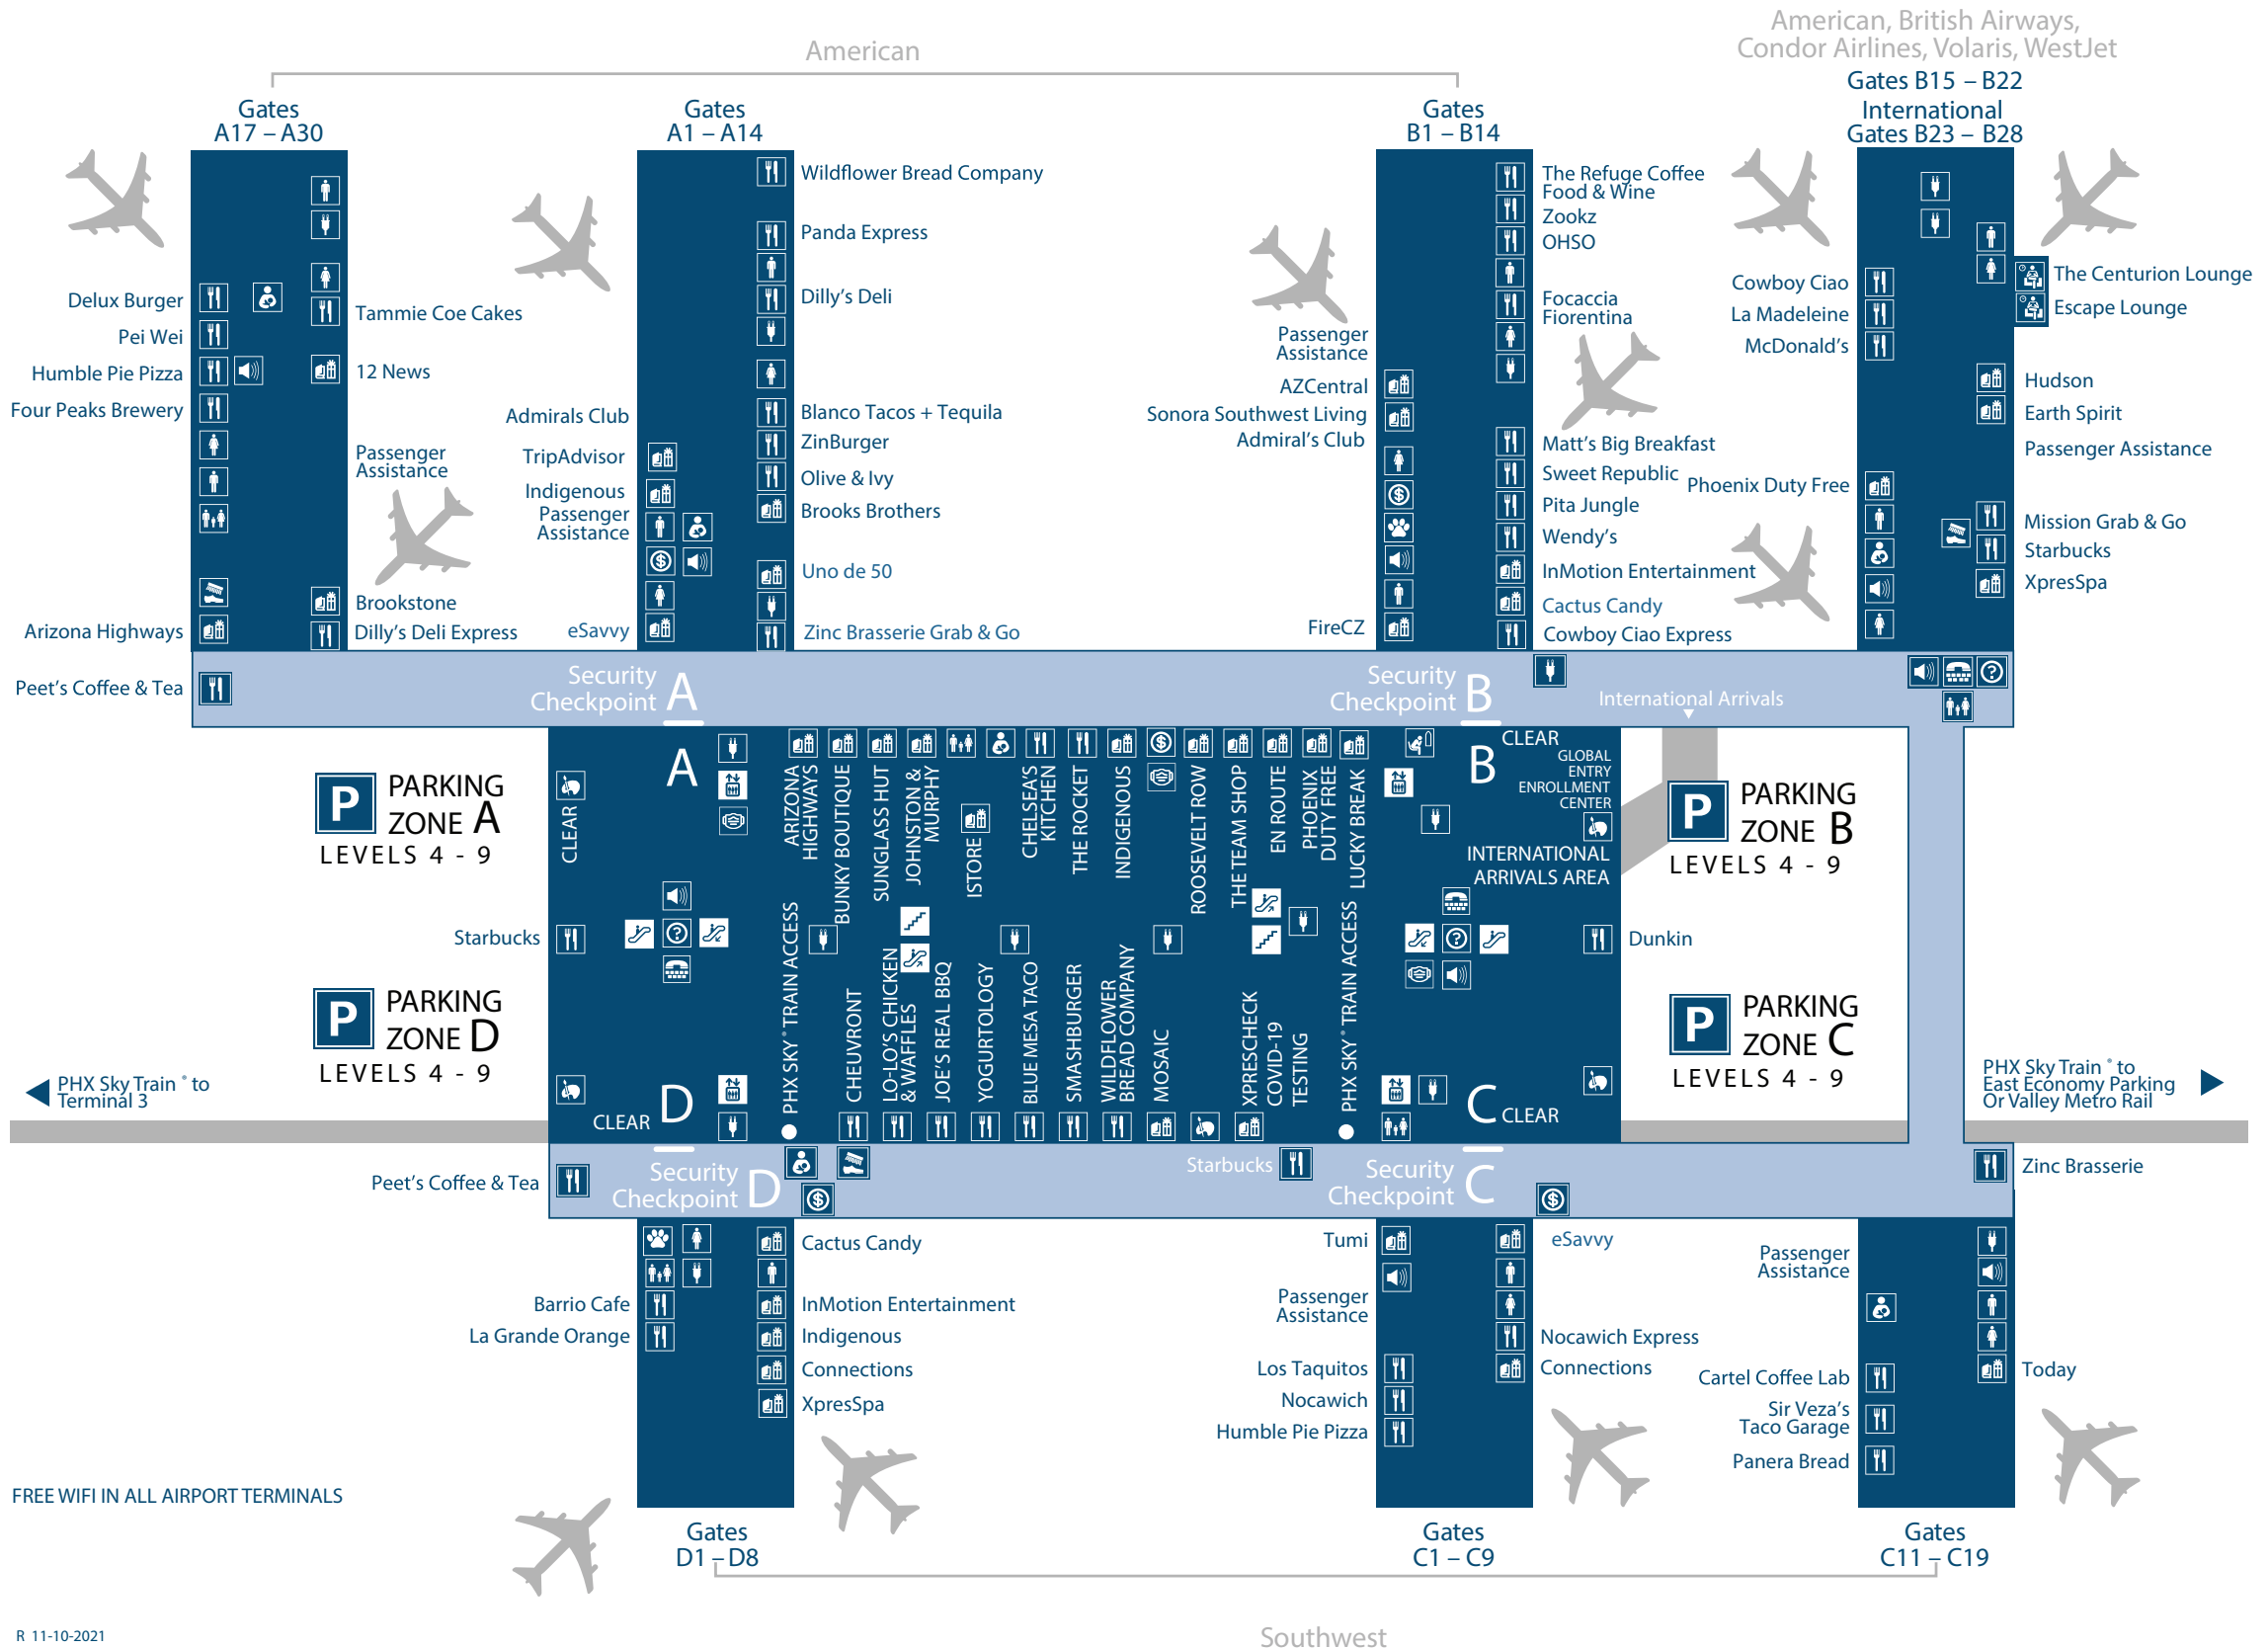 American
American, British Airways,
Condor Airlines, Volaris, WestJet
Gates B15 – B22
International
Gates B23 – B28
Gates
A17 – A30
Gates
A1 – A14
Gates
B1 – B14
Delux Burger
Pei Wei
Humble Pie Pizza
Four Peaks Brewery
Arizona Highways
Peet's Coffee & Tea
Tammie Coe Cakes
12 News
Passenger
Assistance
Brookstone
Dilly's Deli Express
Admirals Club
TripAdvisor
Indigenous
Passenger
Assistance
eSavvy
Wildflower Bread Company
Panda Express
Dilly's Deli
Blanco Tacos + Tequila
ZinBurger
Olive & Ivy
Brooks Brothers
Uno de 50
Zinc Brasserie Grab & Go
Passenger
Assistance
AZCentral
Sonora Southwest Living
Admiral's Club
FireCZ
The Refuge Coffee
Food & Wine
Zookz
OHSO
Focaccia
Fiorentina
Matt's Big Breakfast
Sweet Republic
Pita Jungle
Wendy's
InMotion Entertainment
Cactus Candy
Cowboy Ciao Express
Cowboy Ciao
La Madeleine
McDonald's
Phoenix Duty Free
The Centurion Lounge
Escape Lounge
Hudson
Earth Spirit
Passenger Assistance
Mission Grab & Go
Starbucks
XpresSpa
Security
Checkpoint A
Security
Checkpoint B
International Arrivals
P PARKING
ZONE A
LEVELS 4 - 9
CLEAR
A
ARIZONA
HIGHWAYS
BUNKY BOUTIQUE
SUNGLASS HUT
JOHNSTON &
MURPHY
ISTORE
CHELSEA'S
KITCHEN
THE ROCKET
INDIGENOUS
ROOSEVELT ROW
THE TEAM SHOP
EN ROUTE
PHOENIX
DUTY FREE
LUCKY BREAK
B
CLEAR
GLOBAL
ENTRY
ENROLLMENT
CENTER
INTERNATIONAL
ARRIVALS AREA
P PARKING
ZONE B
LEVELS 4 - 9
Starbucks
Dunkin
P PARKING
ZONE D
LEVELS 4 - 9
PHX Sky Train ® to
Terminal 3
CLEAR
D
PHX SKY ® TRAIN ACCESS
CHEUVRONT
LO-LO'S CHICKEN
& WAFFLES
JOE'S REAL BBQ
YOGURTOLOGY
BLUE MESA TACO
SMASHBURGER
WILDFLOWER
BREAD COMPANY
MOSAIC
XPRESCHECK
COVID-19
TESTING
PHX SKY ® TRAIN ACCESS
C
CLEAR
P PARKING
ZONE C
LEVELS 4 - 9
PHX Sky Train ® to
East Economy Parking
Or Valley Metro Rail
Peet's Coffee & Tea
Security
Checkpoint D
Starbucks
Security
Checkpoint C
Zinc Brasserie
Barrio Cafe
La Grande Orange
Cactus Candy
InMotion Entertainment
Indigenous
Connections
XpresSpa
Tumi
Passenger
Assistance
Los Taquitos
Nocawich
Humble Pie Pizza
eSavvy
Nocawich Express
Connections
Passenger
Assistance
Cartel Coffee Lab
Sir Veza's
Taco Garage
Panera Bread
Today
FREE WIFI IN ALL AIRPORT TERMINALS
Gates
D1 – D8
Gates
C1 – C9
Gates
C11 – C19
Southwest
R 11-10-2021